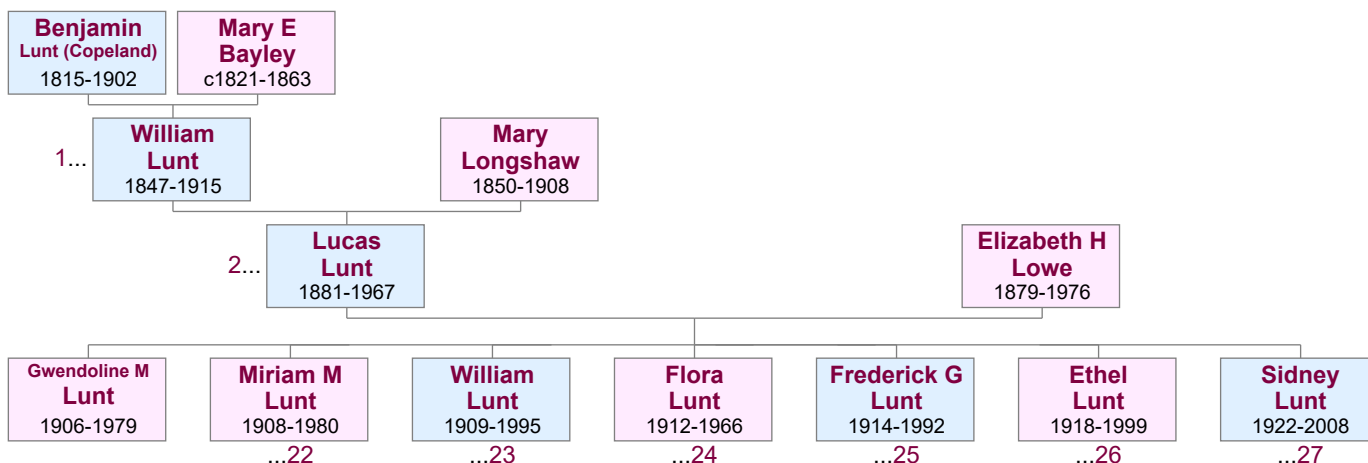 Benjamin
Lunt (Copeland)
1815-1902
Mary E
Bayley
c1821-1863
1...
William
Lunt
1847-1915
Mary
Longshaw
1850-1908
2...
Lucas
Lunt
1881-1967
Elizabeth H
Lowe
1879-1976
Gwendoline M
Lunt
1906-1979
Miriam M
Lunt
1908-1980
...22
William
Lunt
1909-1995
...23
Flora
Lunt
1912-1966
...24
Frederick G
Lunt
1914-1992
...25
Ethel
Lunt
1918-1999
...26
Sidney
Lunt
1922-2008
...27